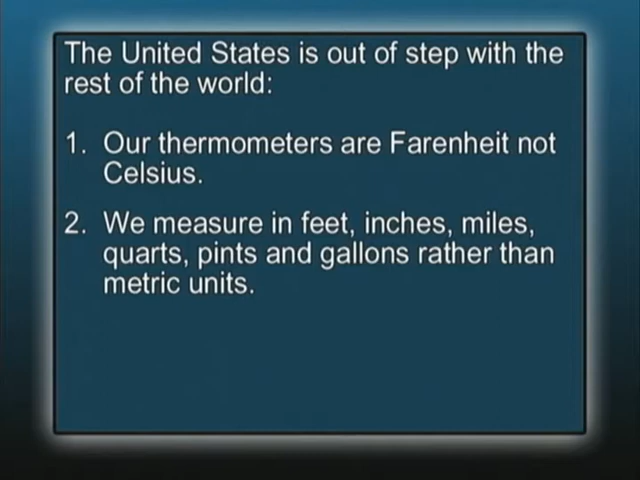 The United States is out of step with the
rest of the world:
1. Our thermometers are Farenheit not
Celsius.
2. We measure in feet, inches, miles,
quarts, pints and gallons rather than
metric units.